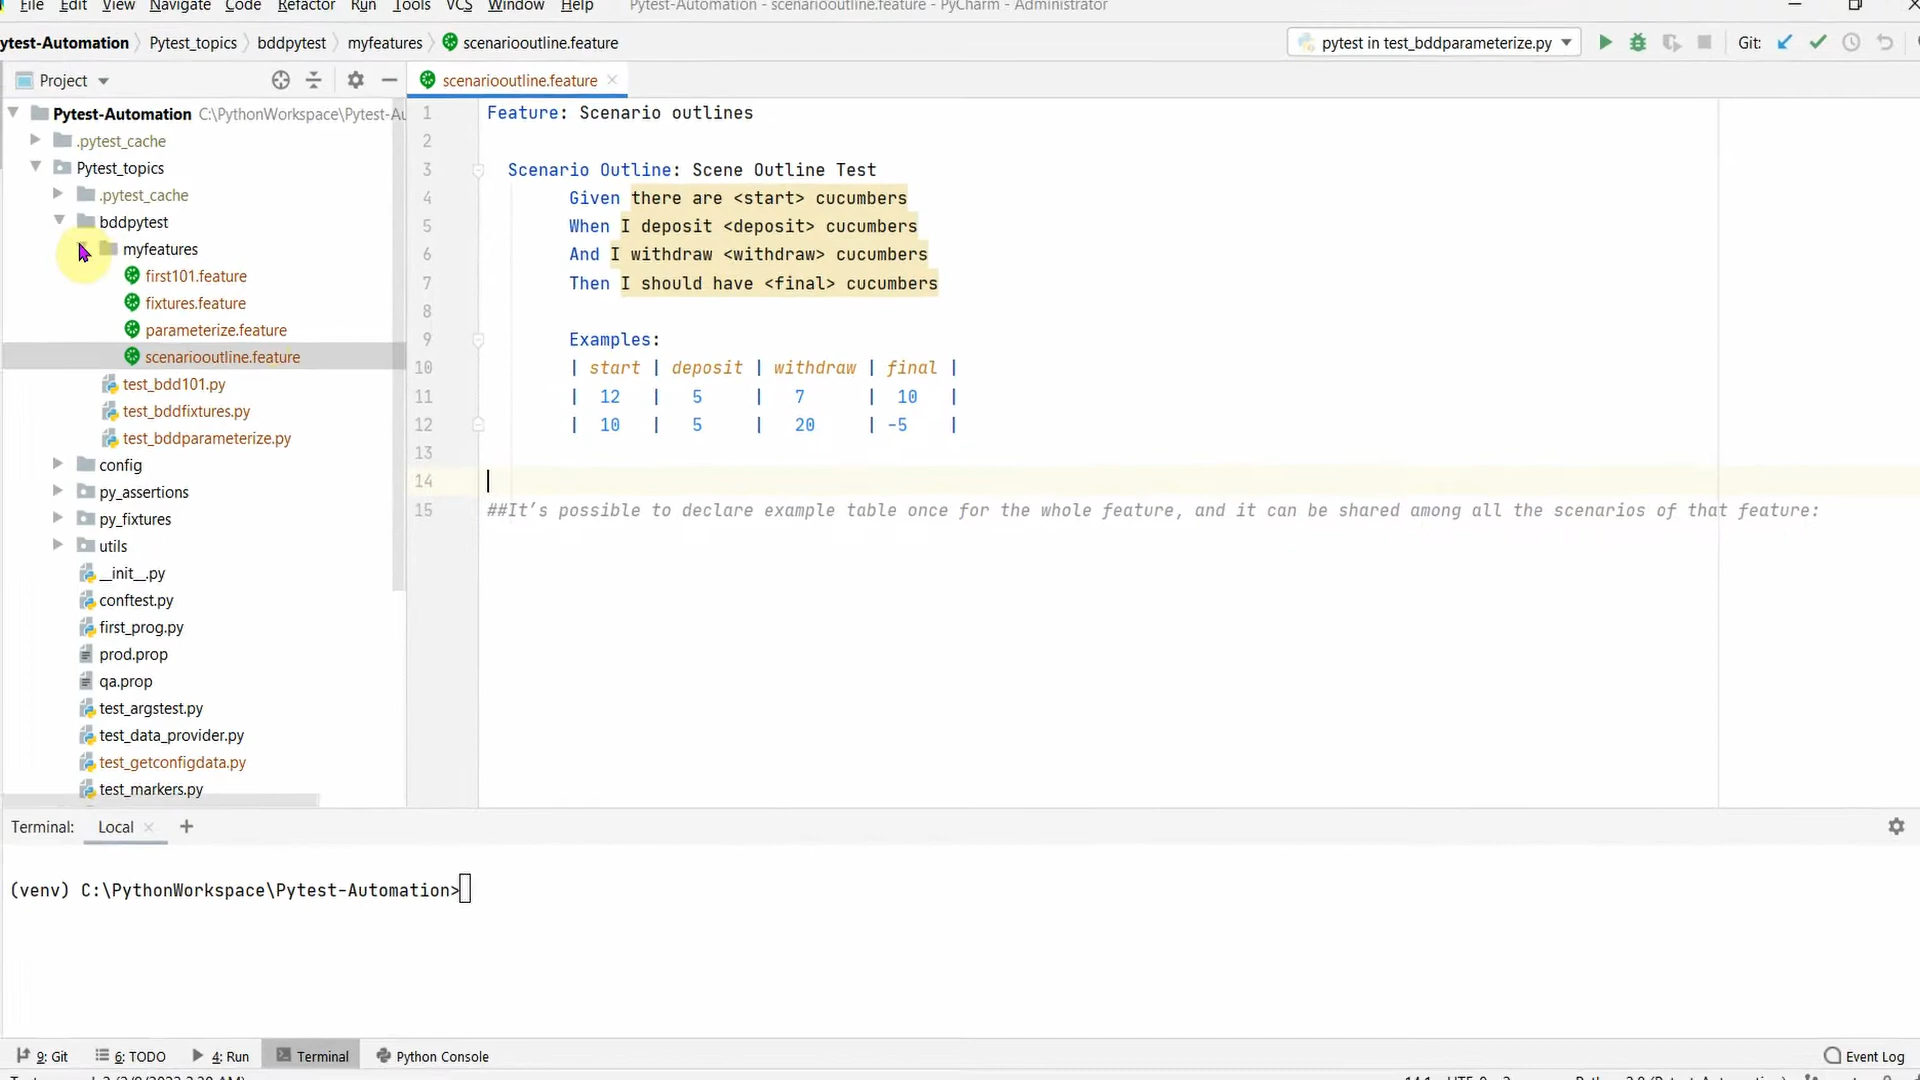 File Edit View Navigate Code Refactor Run Tools VCS Window Help Pytest-Automation - scenariooutline.feature - PyCharm - Administrator
ytest-Automation Pytest_topics bddpytest myfeatures scenariooutline.feature pytest in test_bddparameterize.py Git:
Project scenariooutline.feature
Pytest-Automation C:\PythonWorkspace\Pytest-Au
.pytest_cache
Pytest_topics
.pytest_cache
bddpytest
myfeatures
first101.feature
fixtures.feature
parameterize.feature
scenariooutline.feature
test_bdd101.py
test_bddfixtures.py
test_bddparameterize.py
config
py_assertions
py_fixtures
utils
__init__.py
conftest.py
first_prog.py
prod.prop
qa.prop
test_argstest.py
test_data_provider.py
test_getconfigdata.py
test_markers.py
1 Feature: Scenario outlines
2
3 Scenario Outline: Scene Outline Test
4 Given there are <start> cucumbers
5 When I deposit <deposit> cucumbers
6 And I withdraw <withdraw> cucumbers
7 Then I should have <final> cucumbers
8
9 Examples:
10 | start | deposit | withdraw | final |
11 | 12 | 5 | 7 | 10 |
12 | 10 | 5 | 20 | -5 |
13
14
15 ##It's possible to declare example table once for the whole feature, and it can be shared among all the scenarios of that feature:
Terminal: Local
(venv) C:\PythonWorkspace\Pytest-Automation>
9: Git 6: TODO 4: Run Terminal Python Console Event Log